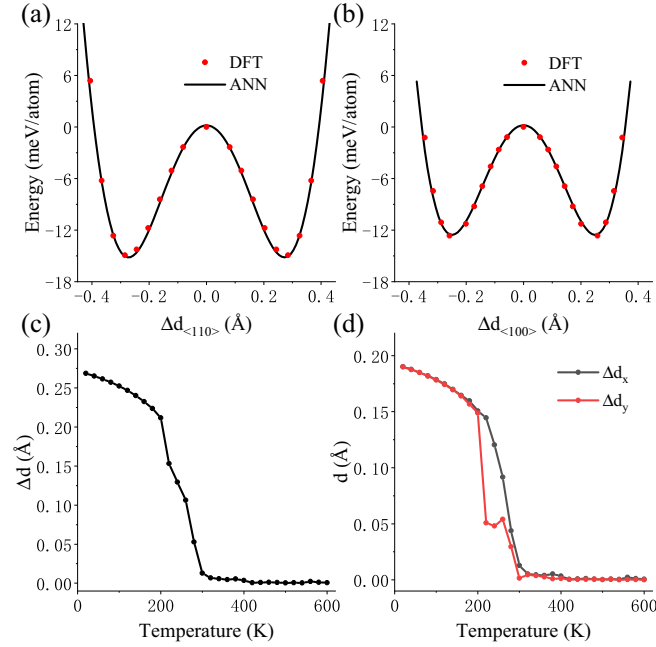 (a)
12
6
0
-6
-12
-18
Energy (meV/atom)
DFT
ANN
-0.4 -0.2 0.0 0.2 0.4
Δd<110> (Å)
(b)
12
6
0
-6
-12
-18
Energy (meV/atom)
DFT
ANN
-0.4 -0.2 0.0 0.2 0.4
Δd<100> (Å)
(c)
0.30
0.25
0.20
0.15
0.10
0.05
0.00
Δd (Å)
0 200 400 600
Temperature (K)
(d)
0.20
0.15
0.10
0.05
0.00
d (Å)
Δdx
Δdy
0 200 400 600
Temperature (K)